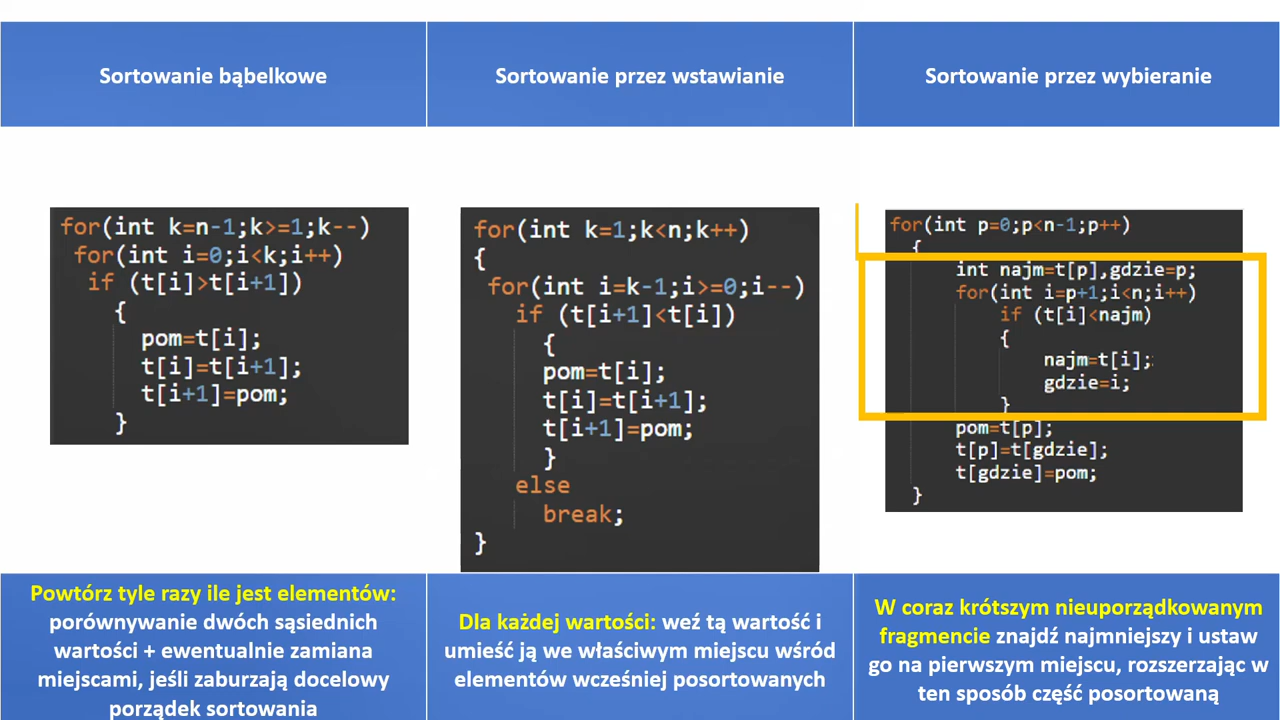 Sortowanie bąbelkowe
Sortowanie przez wstawianie
Sortowanie przez wybieranie
for(int k=n-1;k>=1;k--)
for(int i=0;i<k;i++)
if (t[i]>t[i+1])
{
pom=t[i];
t[i]=t[i+1];
t[i+1]=pom;
}
for(int k=1;k<n;k++)
{
for(int i=k-1;i>=0;i--)
if (t[i+1]<t[i])
{
pom=t[i];
t[i]=t[i+1];
t[i+1]=pom;
}
else
break;
}
for(int p=0;p<n-1;p++)
{
int najm=t[p],gdzie=p;
for(int i=p+1;i<n;i++)
if (t[i]<najm)
{
najm=t[i];
gdzie=i;
}
pom=t[p];
t[p]=t[gdzie];
t[gdzie]=pom;
}
Powtórz tyle razy ile jest elementów:
porównywanie dwóch sąsiednich
wartości + ewentualnie zamiana
miejscami, jeśli zaburzają docelowy
porządek sortowania
Dla każdej wartości: weź tą wartość i
umieść ją we właściwym miejscu wśród
elementów wcześniej posortowanych
W coraz krótszym nieuporządkowanym
fragmencie znajdź najmniejszy i ustaw
go na pierwszym miejscu, rozszerzając w
ten sposób część posortowaną